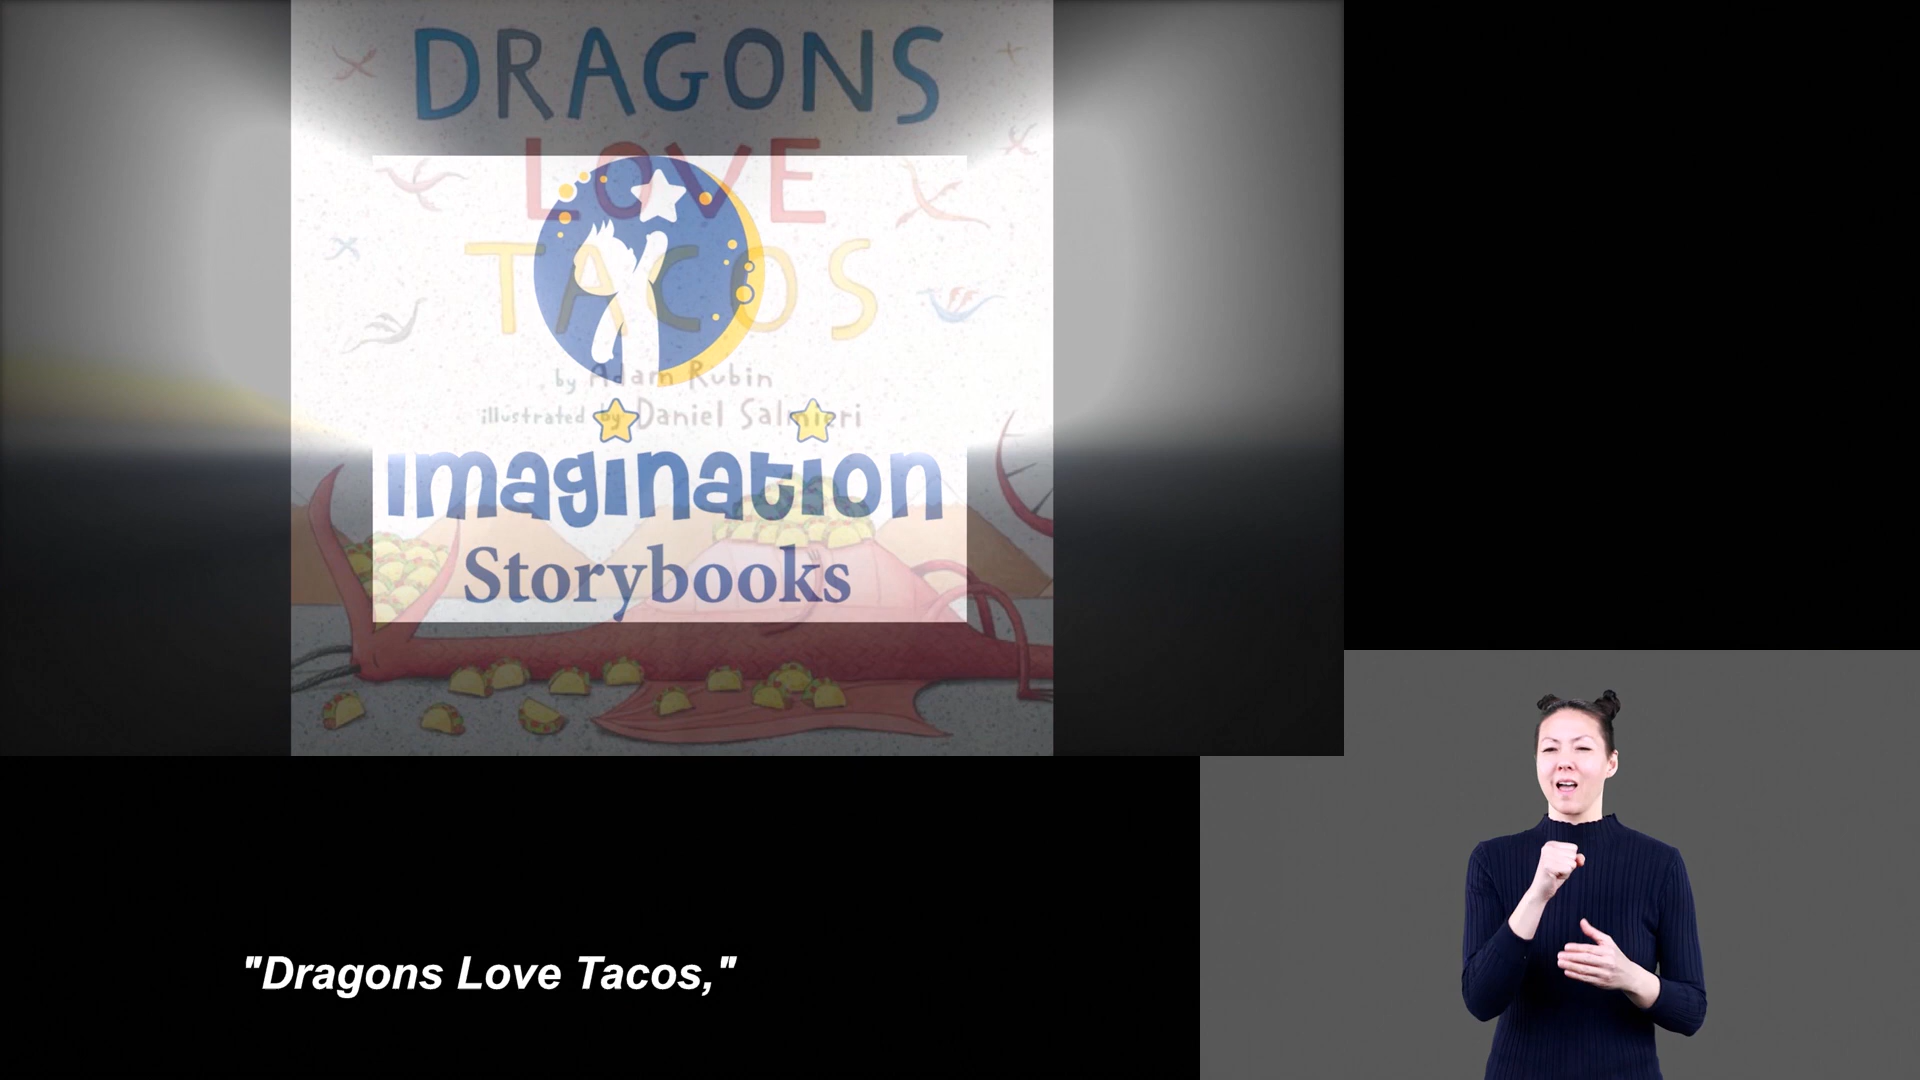 DRAGONS
LOVE
TACOS
by Adam Rubin
illustrated by Daniel Salmieri
imagination
Storybooks
"Dragons Love Tacos,"